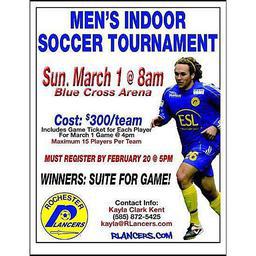 MEN'S INDOOR
SOCCER TOURNAMENT
Sun. March 1 @ 8am
Blue Cross Arena
Cost: $300/team
Includes Game Ticket for Each Player
For March 1 Game @ 4pm
Maximum 15 Players Per Team
MUST REGISTER BY FEBRUARY 20 @ 5PM
WINNERS: SUITE FOR GAME!
ESL
ROCHESTER
LANCERS
Contact Info:
Kayla Clark Kent
(585) 872-5425
kayla@RLancers.com
RLANCERS.COM